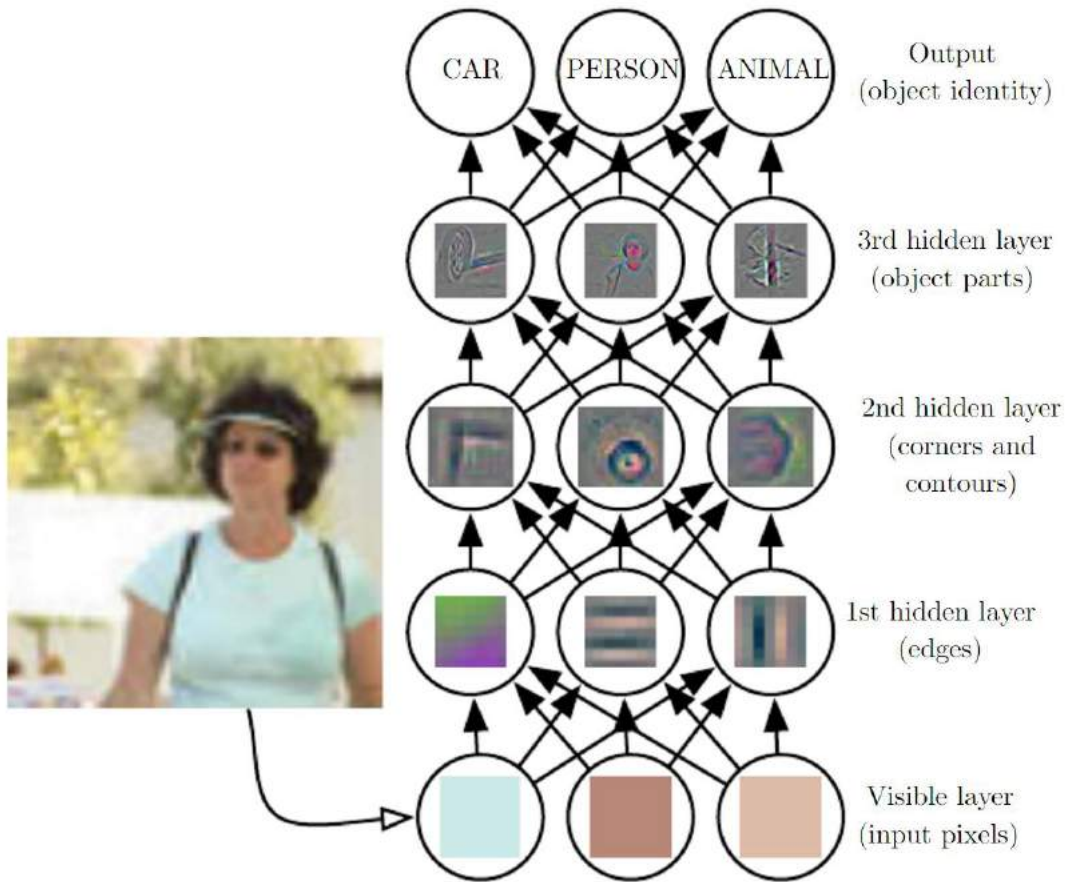 CAR
PERSON
ANIMAL
Output
(object identity)
3rd hidden layer
(object parts)
2nd hidden layer
(corners and
contours)
1st hidden layer
(edges)
Visible layer
(input pixels)